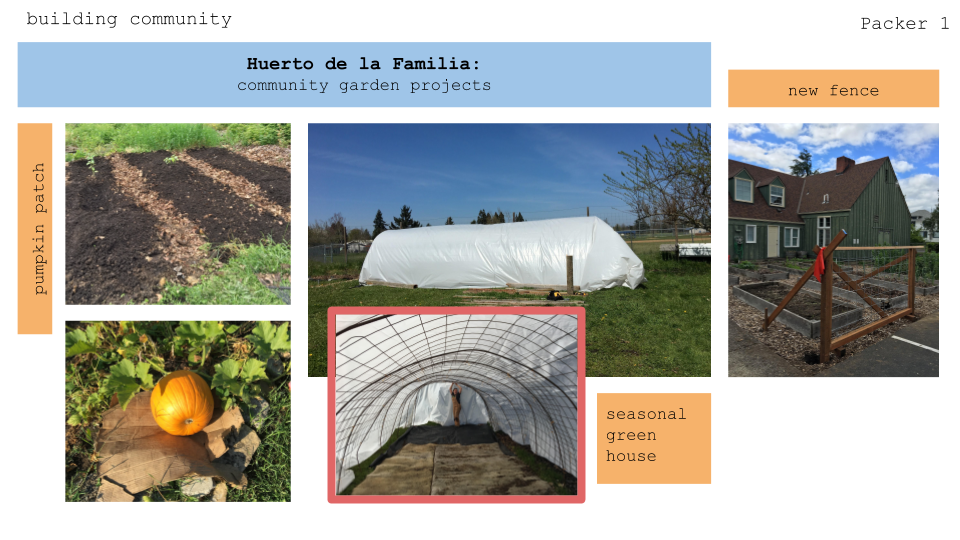 building community
Packer 1
Huerto de la Familia:
community garden projects
new fence
pumpkin patch
seasonal
green
house